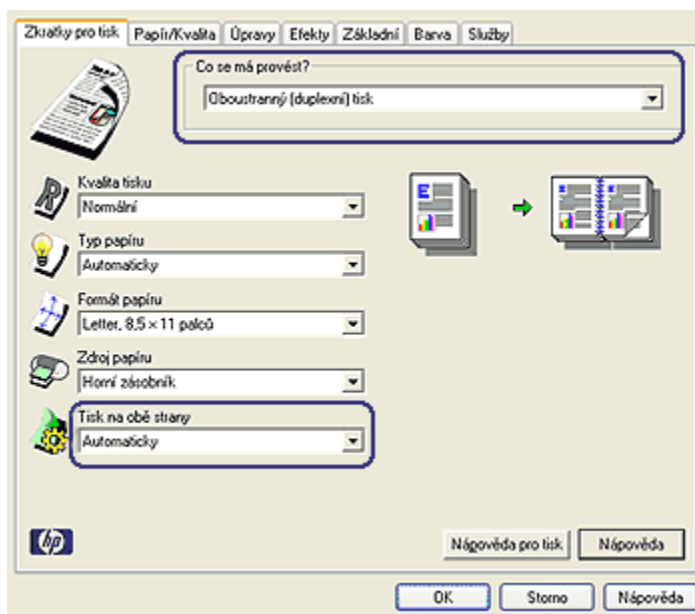 Zkratky pro tisk Papír/Kvalita Úpravy Efekty Základní Barva Služby
Co se má provést?
Oboustranný (duplexní) tisk
Kvalita tisku
Normální
Typ papíru
Automaticky
Formát papíru
Letter, 8,5 × 11 palců
Zdroj papíru
Horní zásobník
Tisk na obě strany
Automaticky
hp
Nápověda pro tisk Nápověda
OK Storno Nápověda